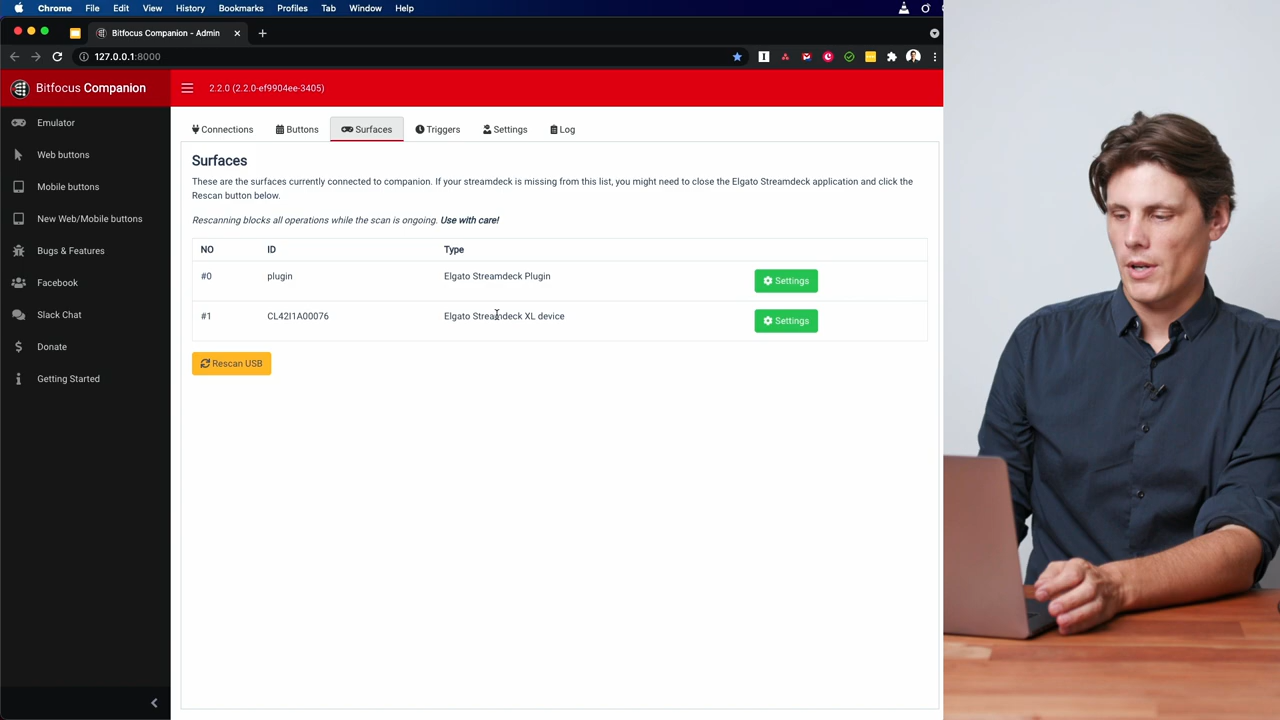 Chrome File Edit View History Bookmarks Profiles Tab Window Help
Bitfocus Companion - Admin
127.0.0.1:8000
Bitfocus Companion
2.2.0 (2.2.0-ef9904ee-3405)
Emulator
Web buttons
Mobile buttons
New Web/Mobile buttons
Bugs & Features
Facebook
Slack Chat
Donate
Getting Started
Connections Buttons Surfaces Triggers Settings Log
Surfaces
These are the surfaces currently connected to companion. If your streamdeck is missing from this list, you might need to close the Elgato Streamdeck application and click the
Rescan button below.
Rescanning blocks all operations while the scan is ongoing. Use with care!
NO ID Type
#0 plugin Elgato Streamdeck Plugin Settings
#1 CL42I1A00076 Elgato Streamdeck XL device Settings
Rescan USB